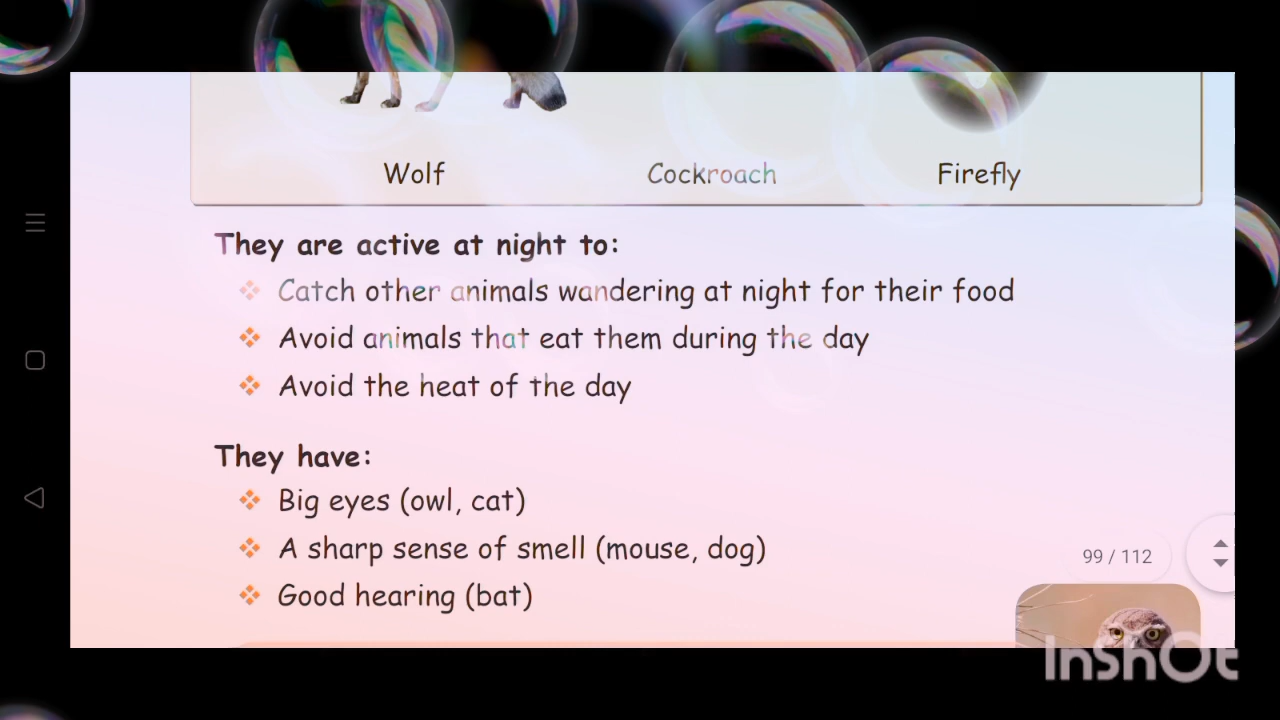 Wolf Cockroach Firefly
They are active at night to:
❖ Catch other animals wandering at night for their food
❖ Avoid animals that eat them during the day
❖ Avoid the heat of the day
They have:
❖ Big eyes (owl, cat)
❖ A sharp sense of smell (mouse, dog)
❖ Good hearing (bat)
99 / 112
InShOt